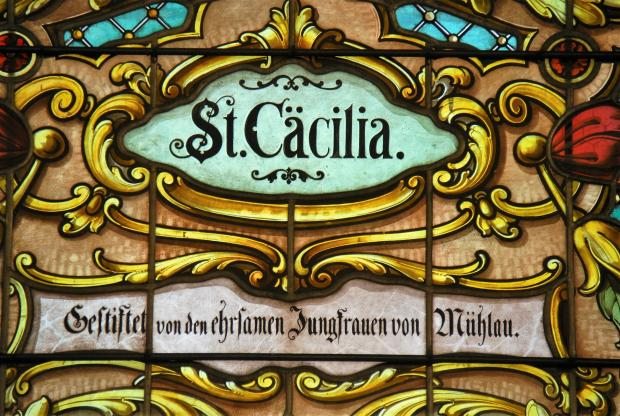 St. Cäcilia.
Gestiftet von den ehrsamen Jungfrauen von Mühlau.